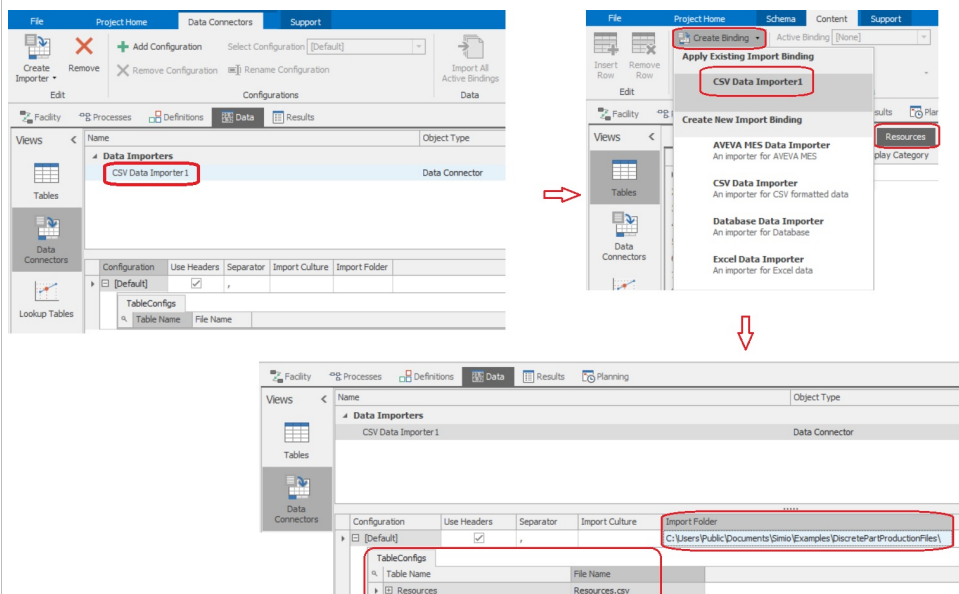 File Project Home Data Connectors Support
Create Importer Remove Add Configuration Remove Configuration Select Configuration [Default] Rename Configuration Import All Active Bindings
Edit Configurations Data
Facility Processes Definitions Data Results
Views < Name Object Type
Data Importers
CSV Data Importer1 Data Connector
Tables
Data Connectors
Configuration Use Headers Separator Import Culture Import Folder
[Default] ,
TableConfigs
Lookup Tables
Table Name File Name
File Project Home Schema Content Support
Create Binding Active Binding [None]
Insert Row Remove Row
Edit
Apply Existing Import Binding
CSV Data Importer1
Create New Import Binding
AVEVA MES Data Importer
An importer for AVEVA MES
CSV Data Importer
An importer for CSV formatted data
Database Data Importer
An importer for Database
Excel Data Importer
An importer for Excel data
Facility
Views <
Tables
Data Connectors
Resources
Facility Processes Definitions Data Results Planning
Views < Name Object Type
Data Importers
CSV Data Importer1 Data Connector
Tables
Data Connectors
Configuration Use Headers Separator Import Culture Import Folder
[Default] , C:\Users\Public\Documents\Simio\Examples\DiscretePartProductionFiles\
TableConfigs
Table Name File Name
Resources Resources.csv